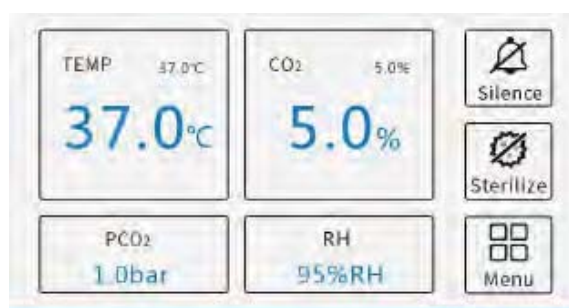 TEMP 37.0℃
37.0℃
CO₂ 5.0%
5.0%
Silence
Sterilize
PCO₂
1.0bar
RH
95%RH
Menu